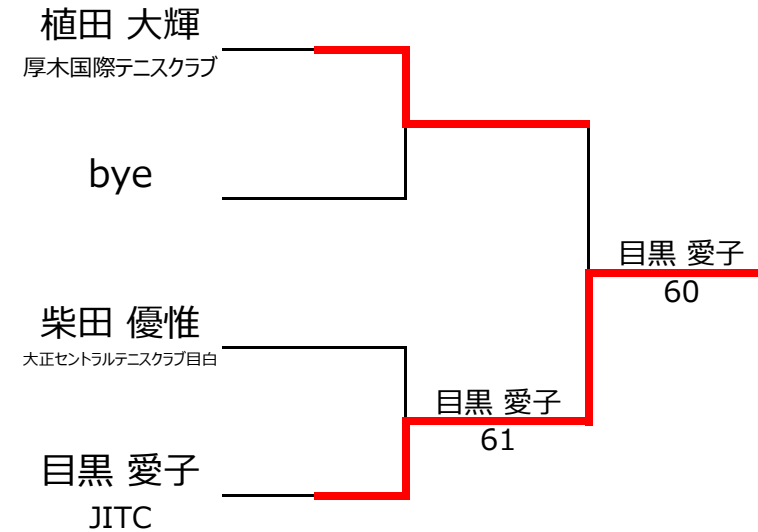 植田 大輝
厚木国際テニスクラブ
bye
目黒 愛子
60
柴田 優惟
大正セントラルテニスクラブ目白
目黒 愛子
61
目黒 愛子
JITC